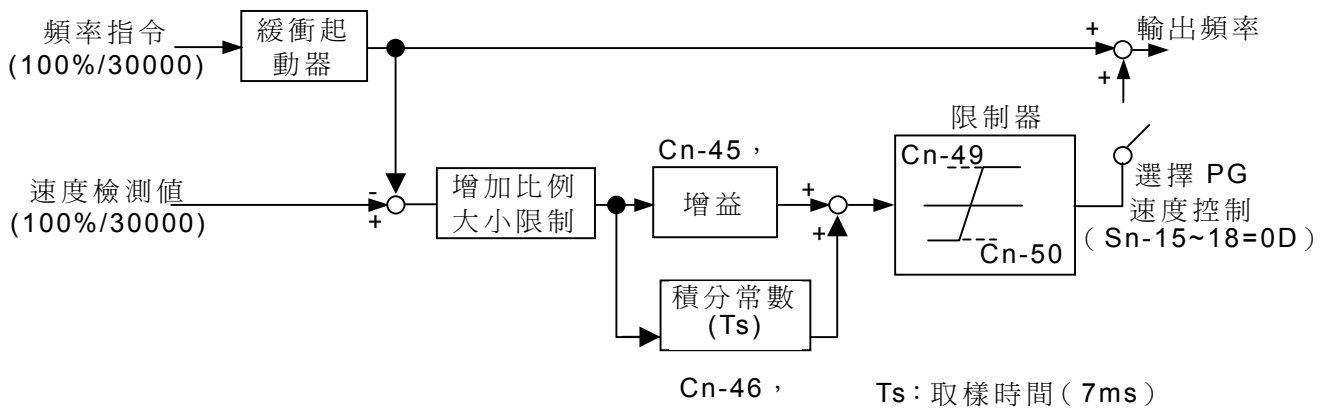 頻率指令
(100%/30000)
緩衝起
動器
+
輸出頻率
+
限制器
Cn-45，
Cn-49
速度檢測值
(100%/30000)
-
+
增加比例
大小限制
增益
+
+
Cn-50
選擇 PG
速度控制
（Sn-15~18=0D）
積分常數
(Ts)
Cn-46，
Ts：取樣時間（7ms）